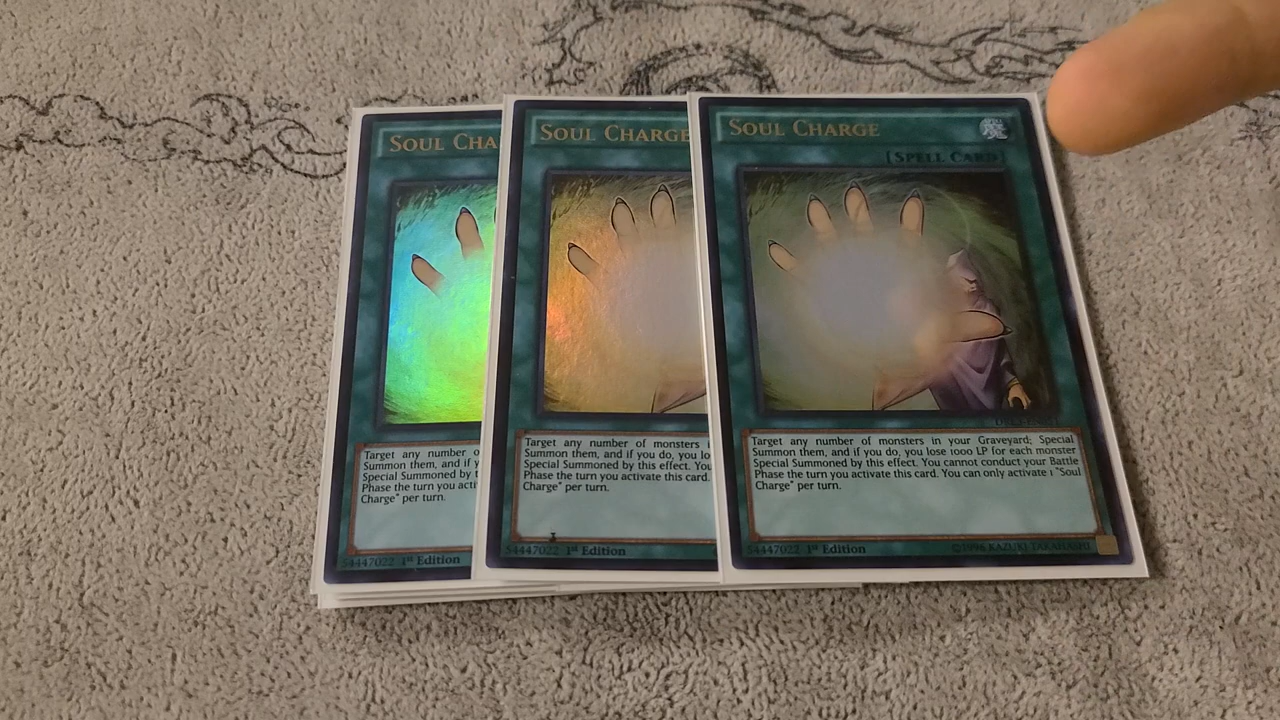 SOUL CHA
Target any number o
Summon them, and if y
Special Summoned by t
Phase the turn you acti
Charge" per turn.
54447022 1st Edition
SOUL CHARGE
Target any number of monsters i
Summon them, and if you do, you lo
Special Summoned by this effect. You
Phase the turn you activate this card.
Charge" per turn.
54447022 1st Edition
SOUL CHARGE
[SPELL CARD]
Target any number of monsters in your Graveyard; Special
Summon them, and if you do, you lose 1000 LP for each monster
Special Summoned by this effect. You cannot conduct your Battle
Phase the turn you activate this card. You can only activate 1 "Soul
Charge" per turn.
54447022 1st Edition
©1996 KAZUKI TAKAHASHI